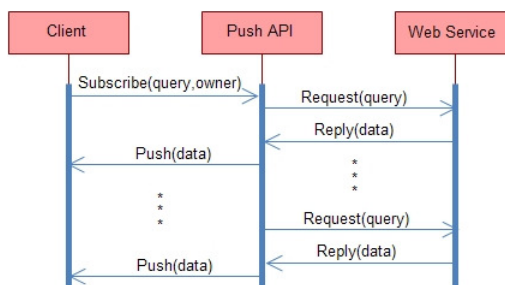 Client
Push API
Web Service
Subscribe(query,owner)
Request(query)
Reply(data)
Push(data)
*
*
*
*
*
*
Request(query)
Reply(data)
Push(data)